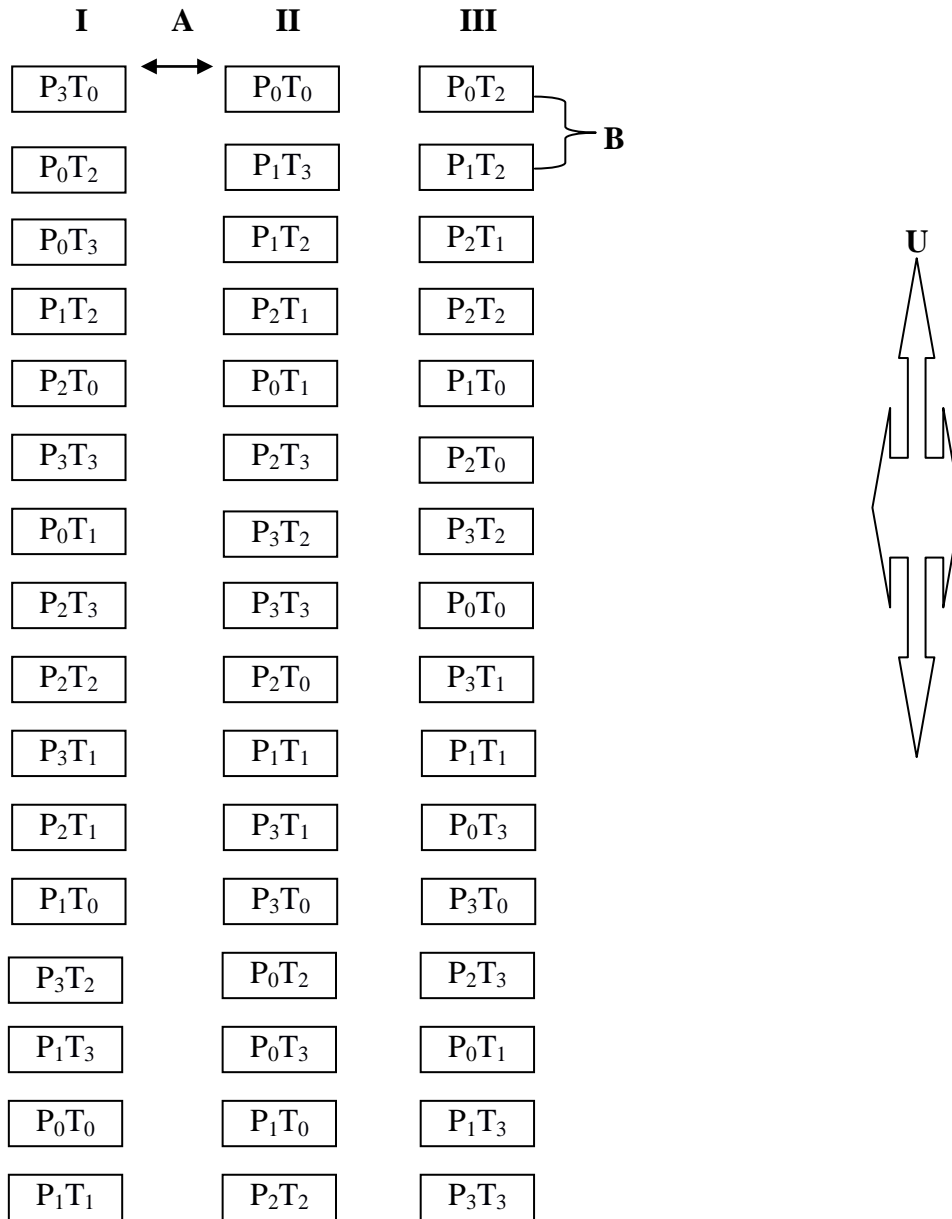 I A II III
P₃T₀ P₀T₀ P₀T₂
B
P₀T₂ P₁T₃ P₁T₂
P₀T₃ P₁T₂ P₂T₁
U
P₁T₂ P₂T₁ P₂T₂
P₂T₀ P₀T₁ P₁T₀
P₃T₃ P₂T₃ P₂T₀
P₀T₁ P₃T₂ P₃T₂
P₂T₃ P₃T₃ P₀T₀
P₂T₂ P₂T₀ P₃T₁
P₃T₁ P₁T₁ P₁T₁
P₂T₁ P₃T₁ P₀T₃
P₁T₀ P₃T₀ P₃T₀
P₃T₂ P₀T₂ P₂T₃
P₁T₃ P₀T₃ P₀T₁
P₀T₀ P₁T₀ P₁T₃
P₁T₁ P₂T₂ P₃T₃